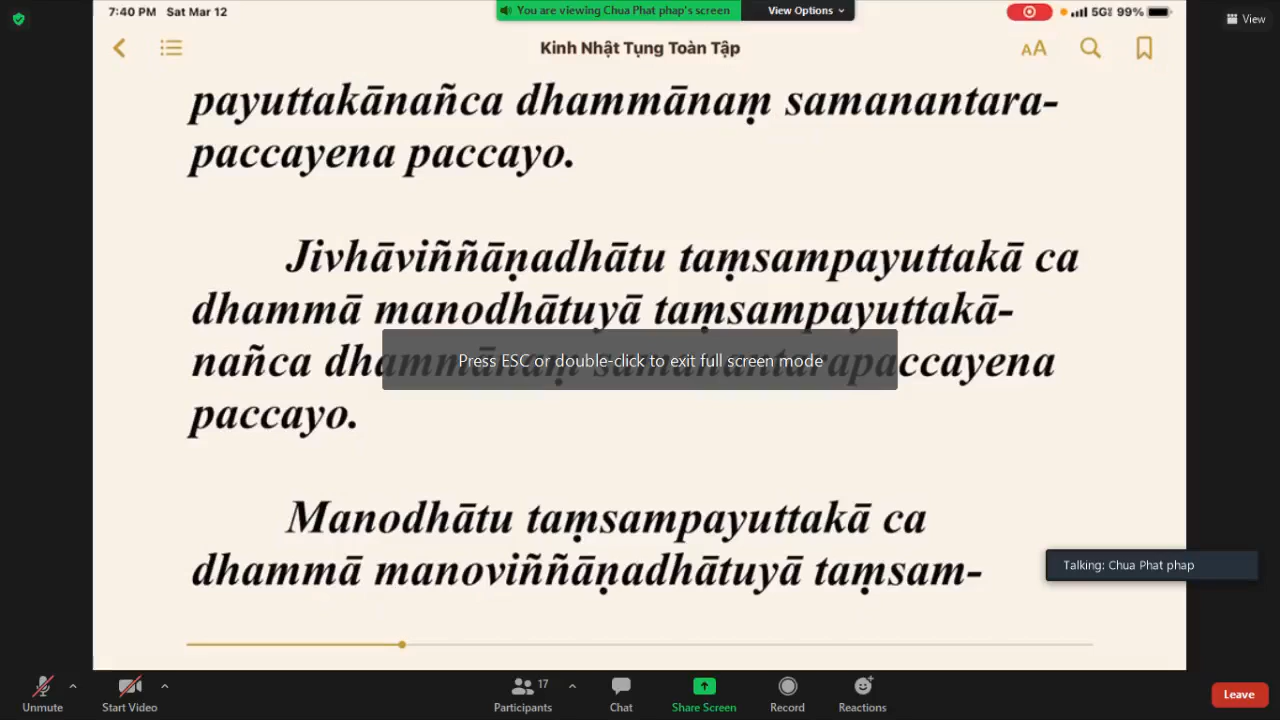 7:40 PM Sat Mar 12
You are viewing Chua Phat phap's screen
View Options
5G 99%
View
Kinh Nhật Tụng Toàn Tập
AA
payuttakānañca dhammānaṃ samanantara-
paccayena paccayo.
Jivhāviññāṇadhātu taṃsampayuttakā ca
dhammā manodhātuyā taṃsampayuttakā-
nañca dhammānaṃ samanantarapaccayena
Press ESC or double-click to exit full screen mode
paccayo.
Manodhātu taṃsampayuttakā ca
dhammā manoviññāṇadhātuyā taṃsam-
Talking: Chua Phat phap
17
Unmute
Start Video
Participants
Chat
Share Screen
Record
Reactions
Leave